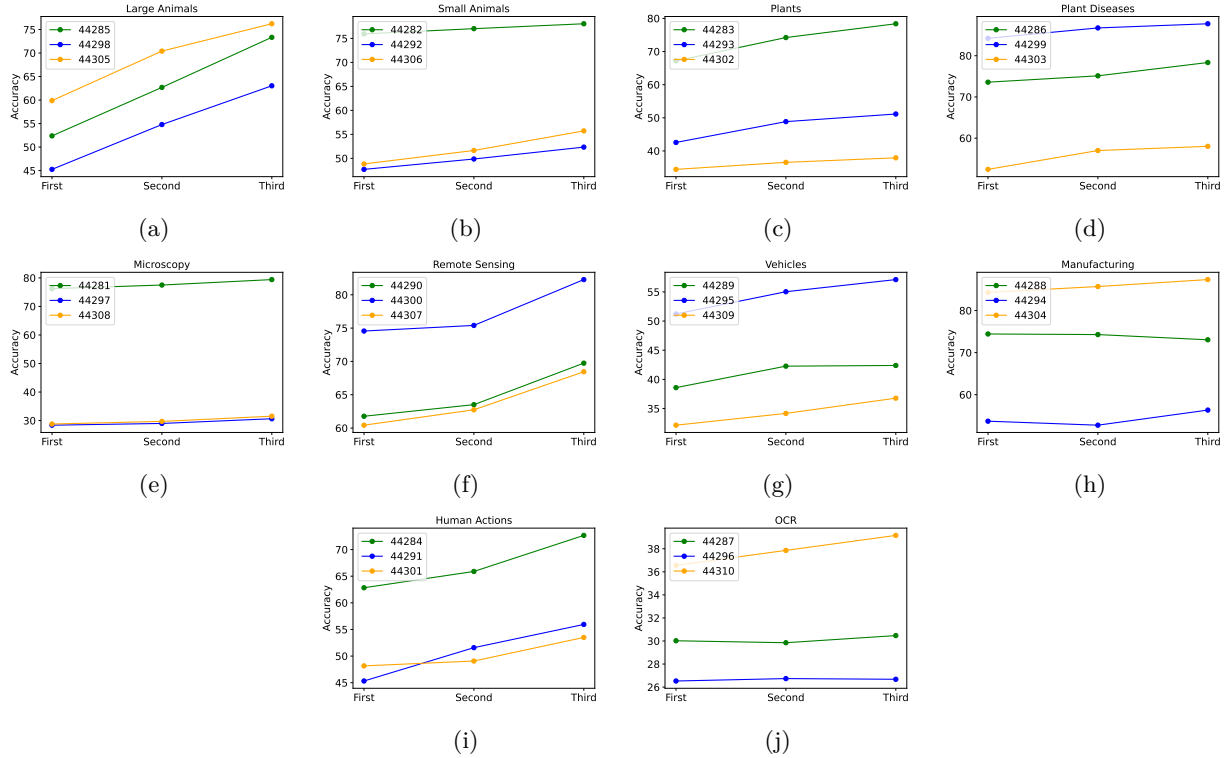 Large Animals
Accuracy
75
70
65
60
55
50
45
44285
44298
44305
First Second Third
(a)
Small Animals
Accuracy
75
70
65
60
55
50
44282
44292
44306
First Second Third
(b)
Plants
Accuracy
80
70
60
50
40
44283
44293
44302
First Second Third
(c)
Plant Diseases
Accuracy
80
70
60
44286
44299
44303
First Second Third
(d)
Microscopy
Accuracy
80
70
60
50
40
30
44281
44297
44308
First Second Third
(e)
Remote Sensing
Accuracy
80
75
70
65
60
44290
44300
44307
First Second Third
(f)
Vehicles
Accuracy
55
50
45
40
35
44289
44295
44309
First Second Third
(g)
Manufacturing
Accuracy
80
70
60
44288
44294
44304
First Second Third
(h)
Human Actions
Accuracy
70
65
60
55
50
45
44284
44291
44301
First Second Third
(i)
OCR
Accuracy
38
36
34
32
30
28
26
44287
44296
44310
First Second Third
(j)